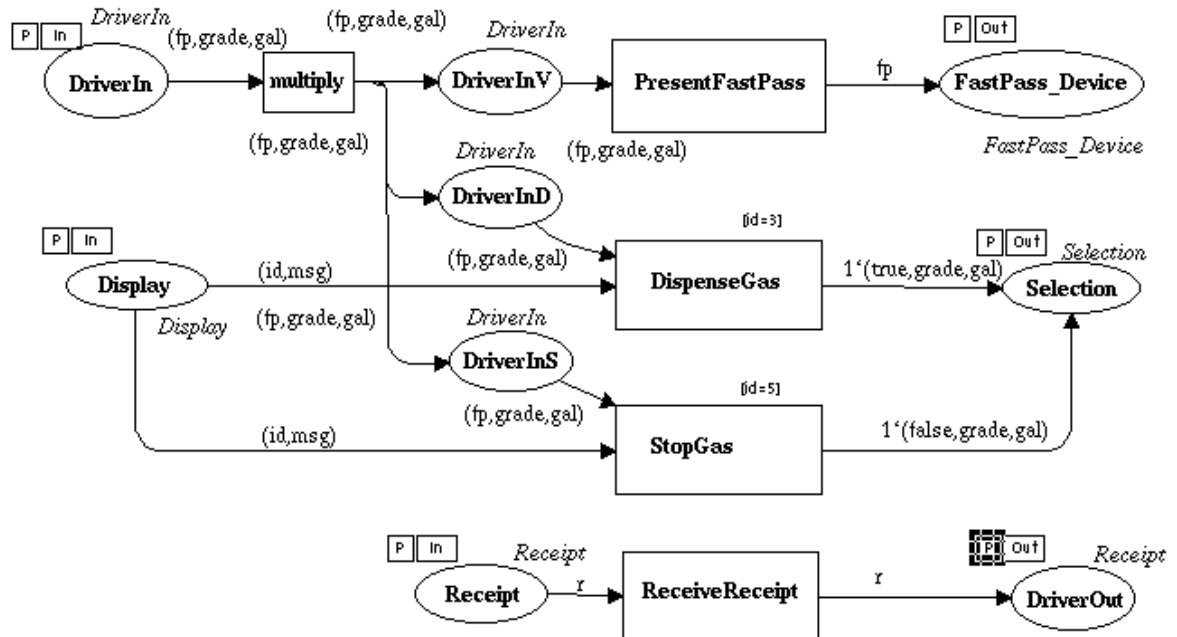 DriverIn
P In
(fp,grade,gal)
(fp,grade,gal)
DriverIn
P Out
DriverIn
multiply
DriverInV
PresentFastPass
fp
FastPass_Device
(fp,grade,gal)
DriverIn
(fp,grade,gal)
FastPass_Device
DriverInD
[id=3]
P In
P Out
Selection
(id,msg)
(fp,grade,gal)
1‘(true,grade,gal)
Display
DispenseGas
Selection
Display
(fp,grade,gal)
DriverIn
DriverInS
[id=5]
(fp,grade,gal)
(id,msg)
StopGas
1‘(false,grade,gal)
P In
Receipt
P Out
Receipt
Receipt
r
ReceiveReceipt
r
DriverOut